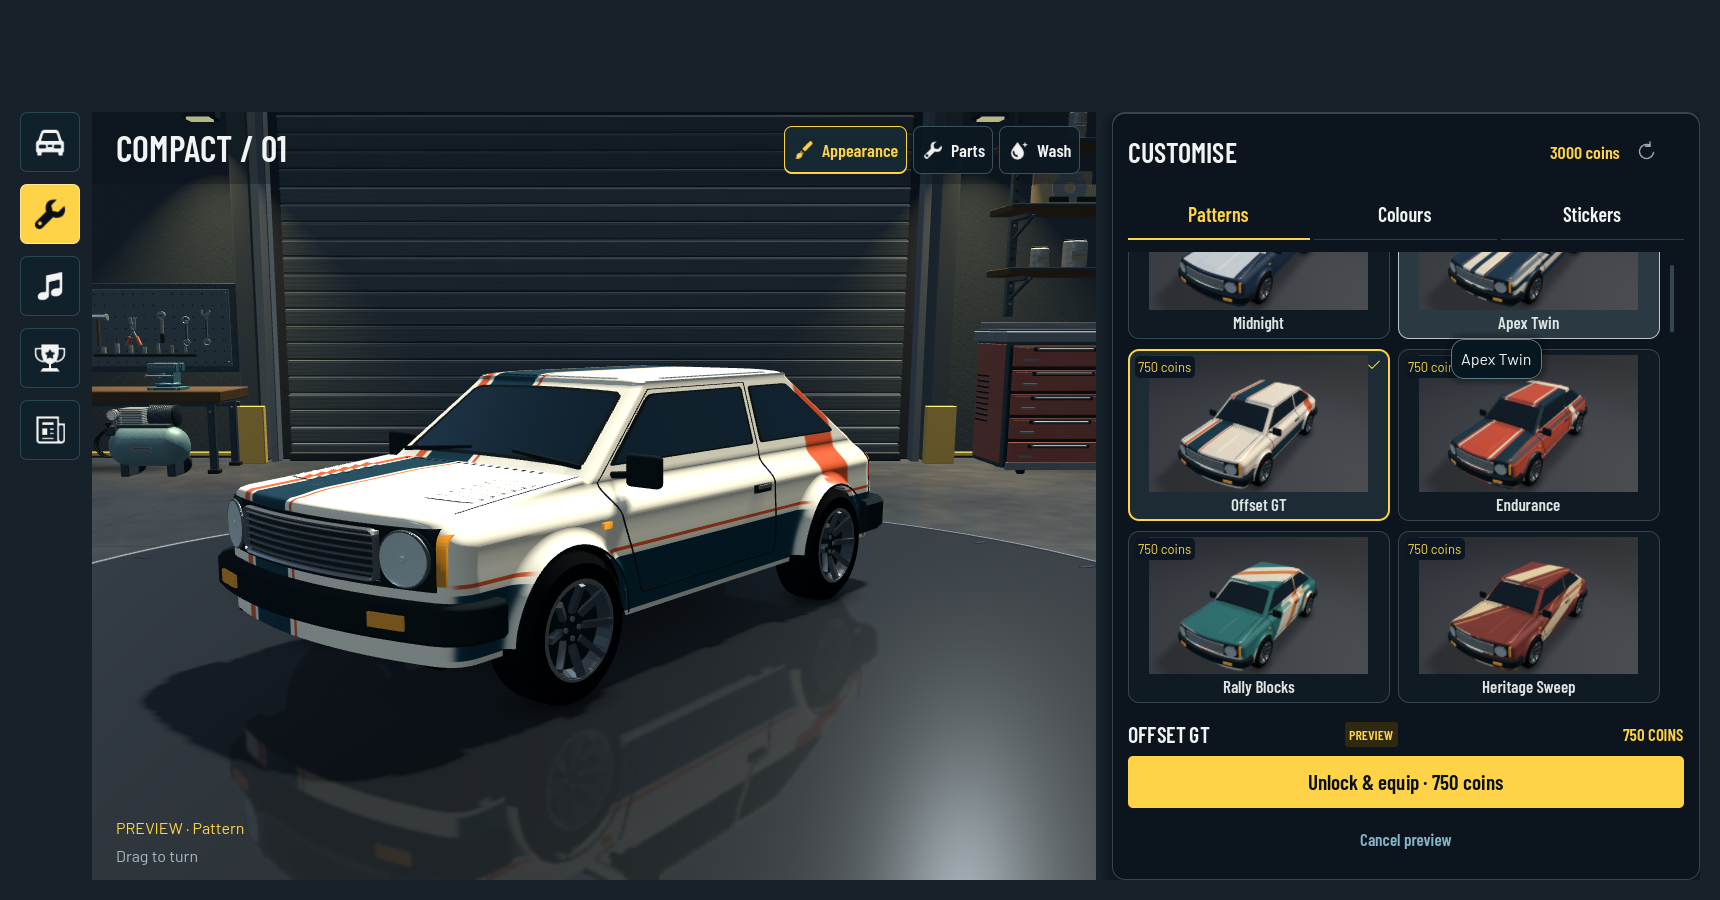 COMPACT / 01
Appearance
Parts
Wash
CUSTOMISE
3000 coins
Patterns
Colours
Stickers
Midnight
Apex Twin
Apex Twin
750 coins
Offset GT
Endurance
750 coins
Rally Blocks
750 coins
Heritage Sweep
OFFSET GT
PREVIEW
750 COINS
Unlock & equip · 750 coins
Cancel preview
PREVIEW · Pattern
Drag to turn